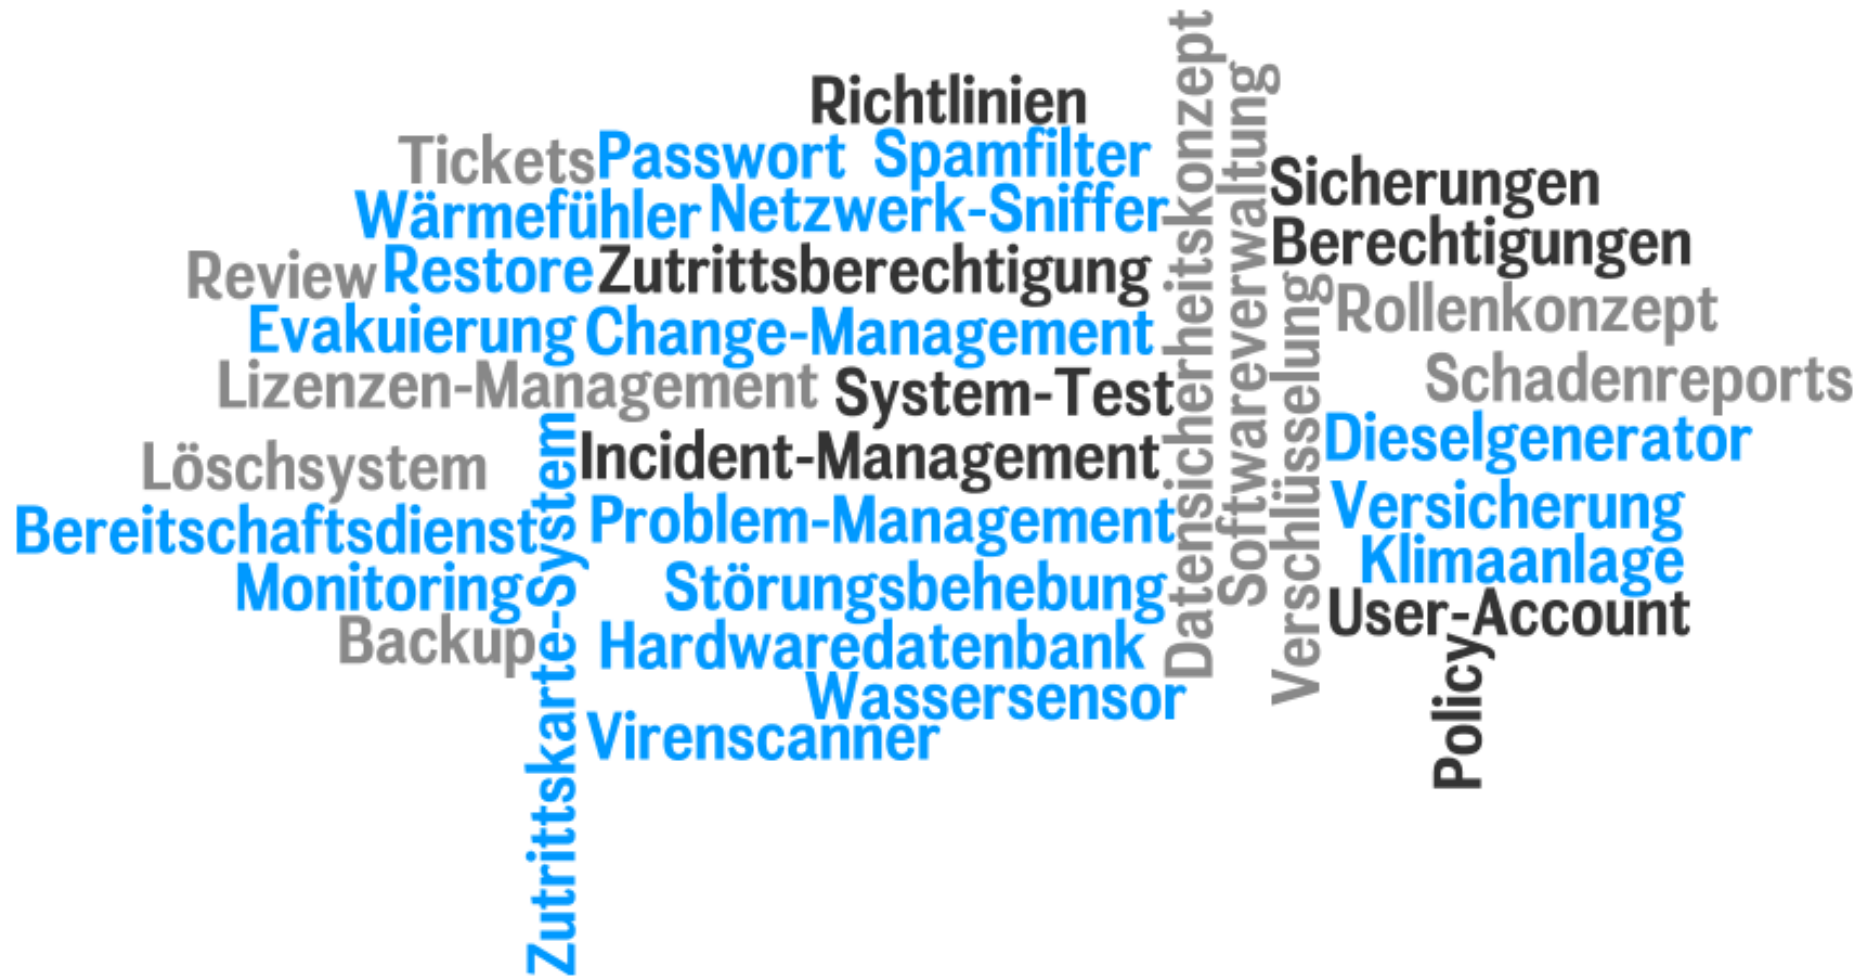 Richtlinien
Tickets Passwort Spamfilter
Wärmefühler Netzwerk-Sniffer
Review Restore Zutrittsberechtigung
Evakuierung Change-Management
Lizenzen-Management System-Test
Löschsystem Incident-Management
Bereitschaftsdienst Problem-Management
Monitoring Störungsbehebung
Backup Hardwaredatenbank
Wassersensor
Virenscanner
Zutrittskarte-System
Datensicherheitskonzept
Softwareverwaltung
Verschlüsselung
Sicherungen
Berechtigungen
Rollenkonzept
Schadenreports
Dieselgenerator
Versicherung
Klimaanlage
User-Account
Policy